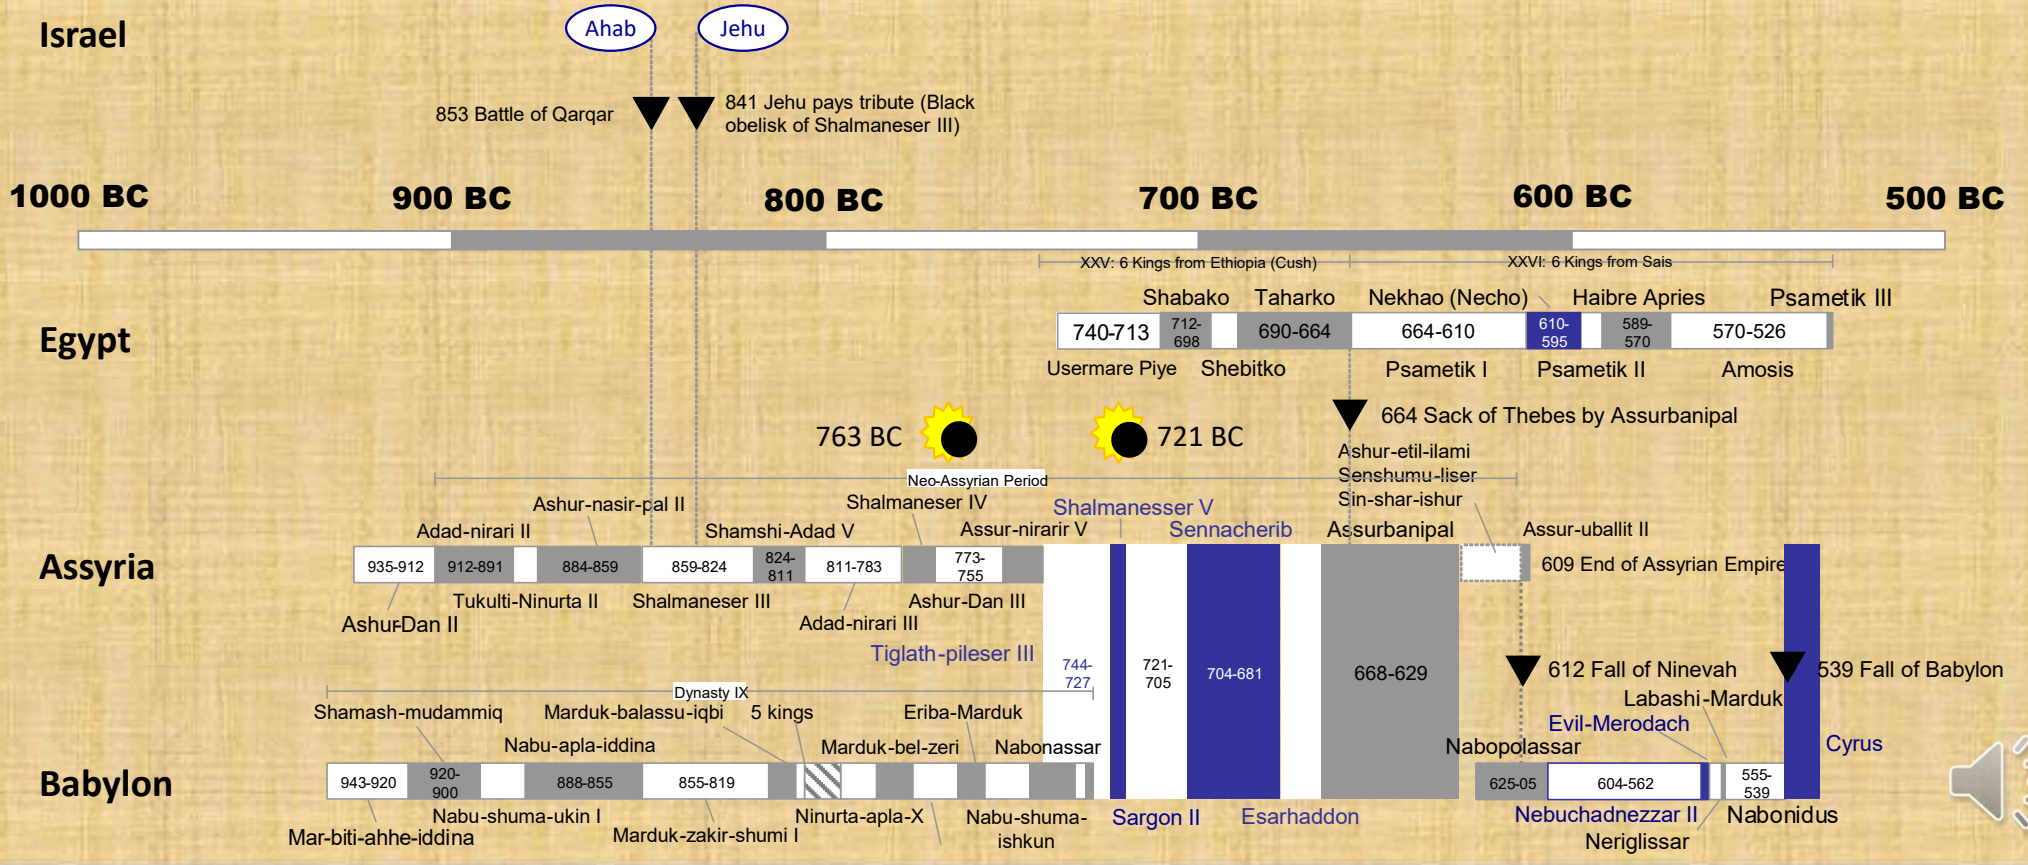 Israel
Ahab
Jehu
853 Battle of Qarqar
841 Jehu pays tribute (Black
obelisk of Shalmaneser III)
1000 BC
900 BC
800 BC
700 BC
600 BC
500 BC
XXV: 6 Kings from Ethiopia (Cush)
XXVI: 6 Kings from Sais
Shabako
Taharko
Nekhao (Necho)
Haibre Apries
Psametik III
Egypt
740-713
712-
698
690-664
664-610
610-
595
589-
570
570-526
Usermare Piye
Shebitko
Psametik I
Psametik II
Amosis
763 BC
721 BC
664 Sack of Thebes by Assurbanipal
Ashur-etil-ilami
Senshumu-liser
Sin-shar-ishur
Neo-Assyrian Period
Ashur-nasir-pal II
Shalmaneser IV
Shalmanesser V
Adad-nirari II
Shamshi-Adad V
Assur-nirarir V
Sennacherib
Assurbanipal
Assur-uballit II
Assyria
935-912
912-891
884-859
859-824
824-
811
811-783
773-
755
609 End of Assyrian Empire
Tukulti-Ninurta II
Shalmaneser III
Ashur-Dan III
Ashur-Dan II
Adad-nirari III
Tiglath-pileser III
744-
727
721-
705
704-681
668-629
612 Fall of Ninevah
539 Fall of Babylon
Dynasty IX
Labashi-Marduk
Shamash-mudammiq
Marduk-balassu-iqbi
5 kings
Eriba-Marduk
Evil-Merodach
Nabu-apla-iddina
Marduk-bel-zeri
Nabonassar
Nabopolassar
Cyrus
Babylon
943-920
920-
900
888-855
855-819
625-05
604-562
555-
539
Nabu-shuma-ukin I
Ninurta-apla-X
Nabu-shuma-
ishkun
Sargon II
Esarhaddon
Nebuchadnezzar II
Nabonidus
Mar-biti-ahhe-iddina
Marduk-zakir-shumi I
Neriglissar